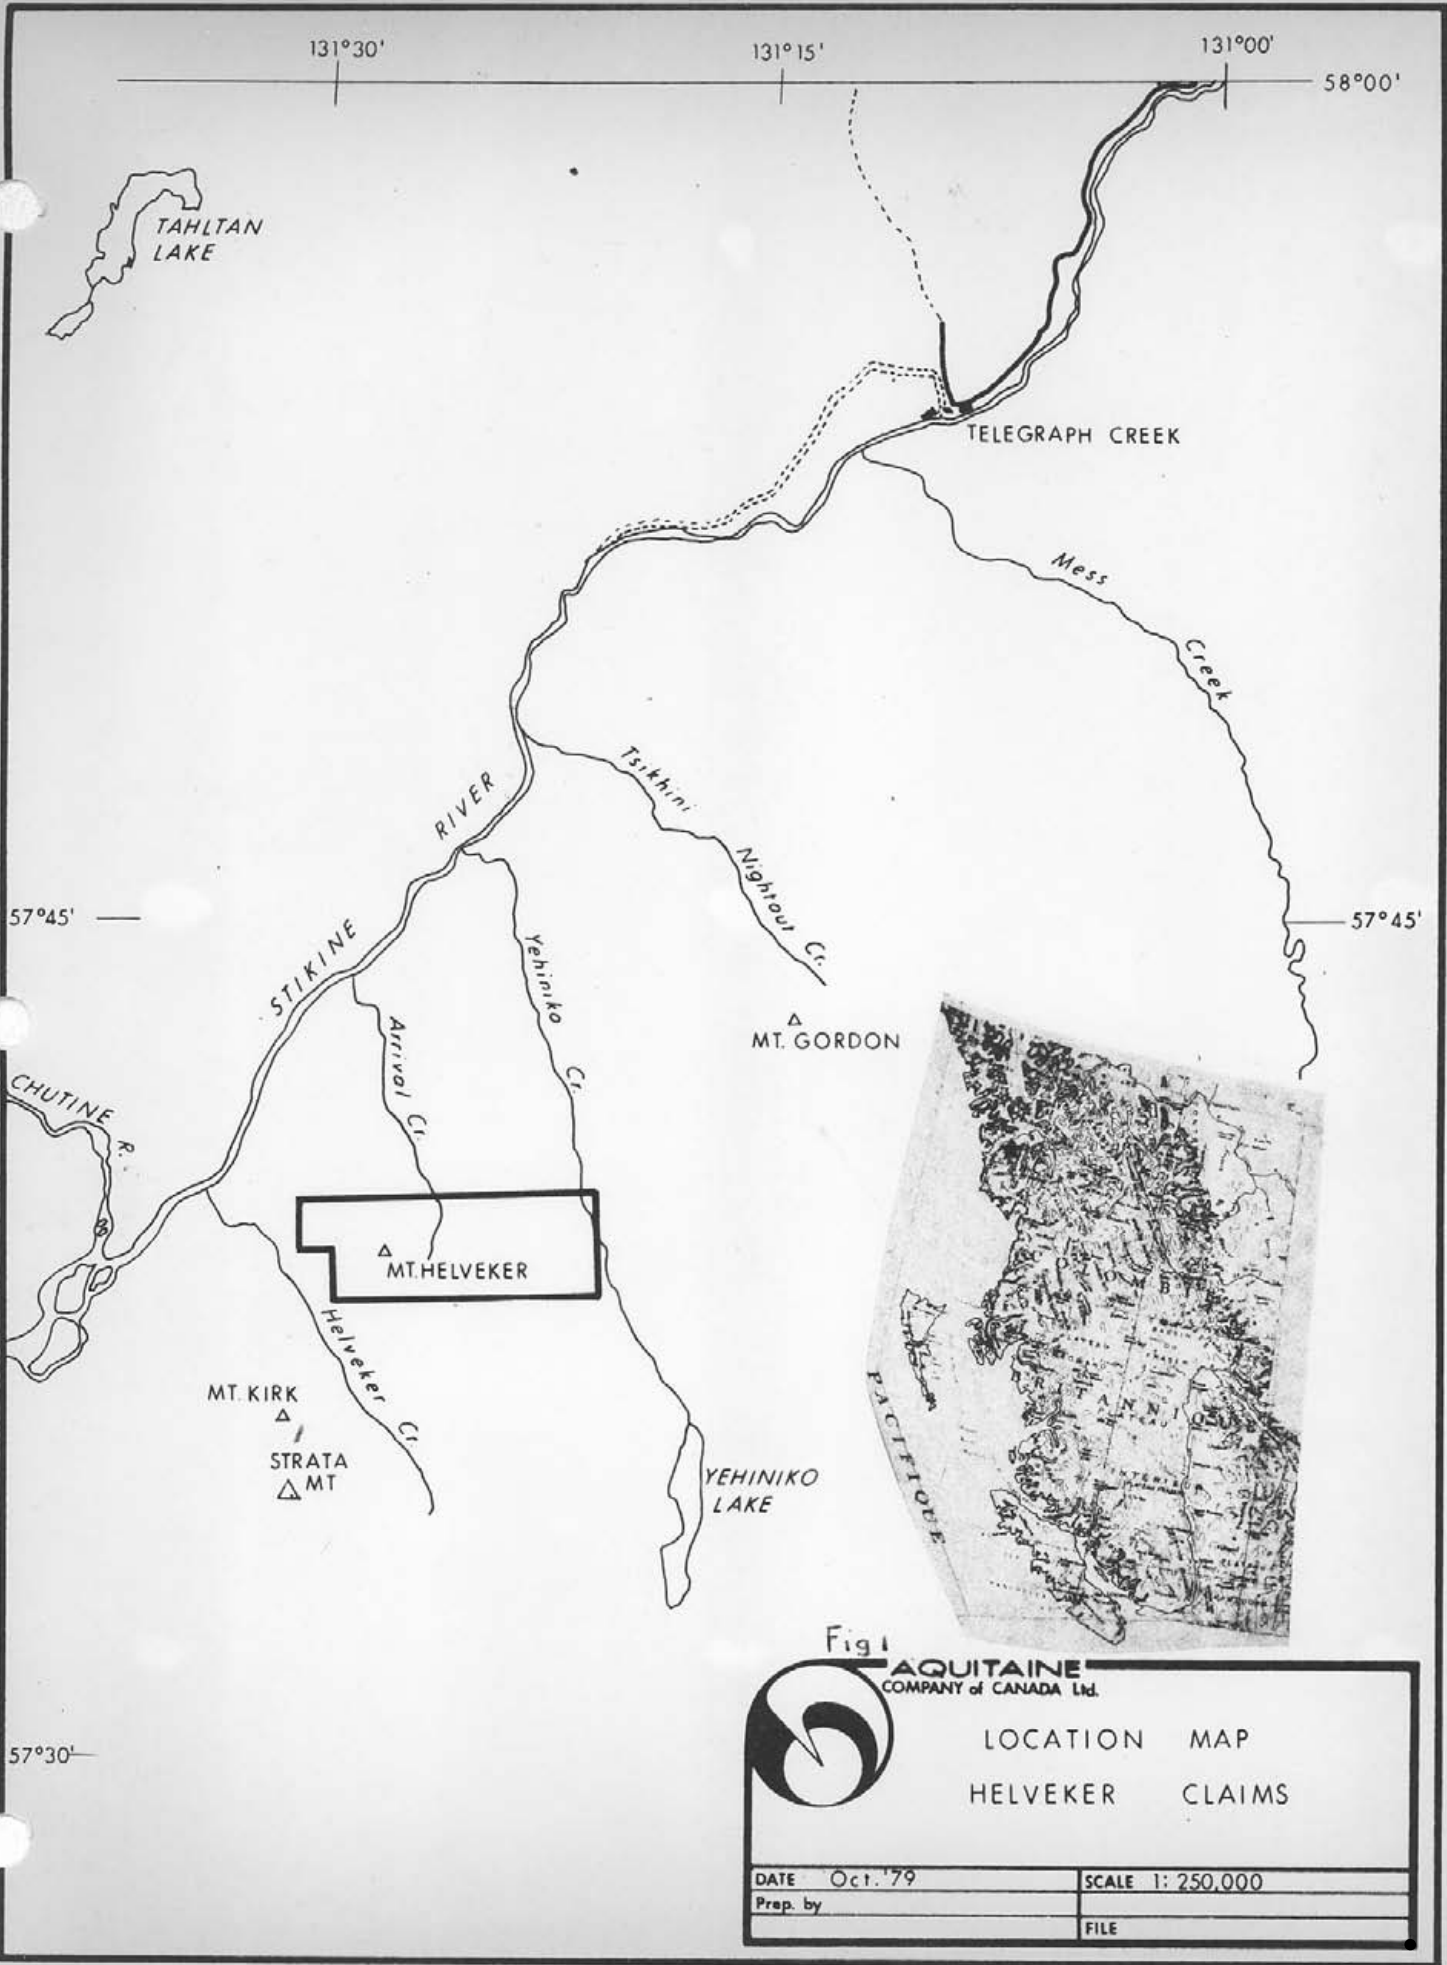 131°30'
131°15'
131°00'
58°00'
TAHLTAN
LAKE
TELEGRAPH CREEK
Mess
Creek
Tsikhini
RIVER
Nightout Cr.
57°45'
57°45'
STIKINE
Yehiniko
Cr.
Arrival Cr.
MT. GORDON
CHUTINE
R.
MT. HELVEKER
Helveker
Cr.
MT. KIRK
STRATA
MT
YEHINIKO
LAKE
PACIFIQUE
Fig 1
AQUITAINE
COMPANY of CANADA Ltd.
LOCATION MAP
HELVEKER CLAIMS
57°30'
DATE Oct. '79
SCALE 1: 250,000
Prep. by
FILE